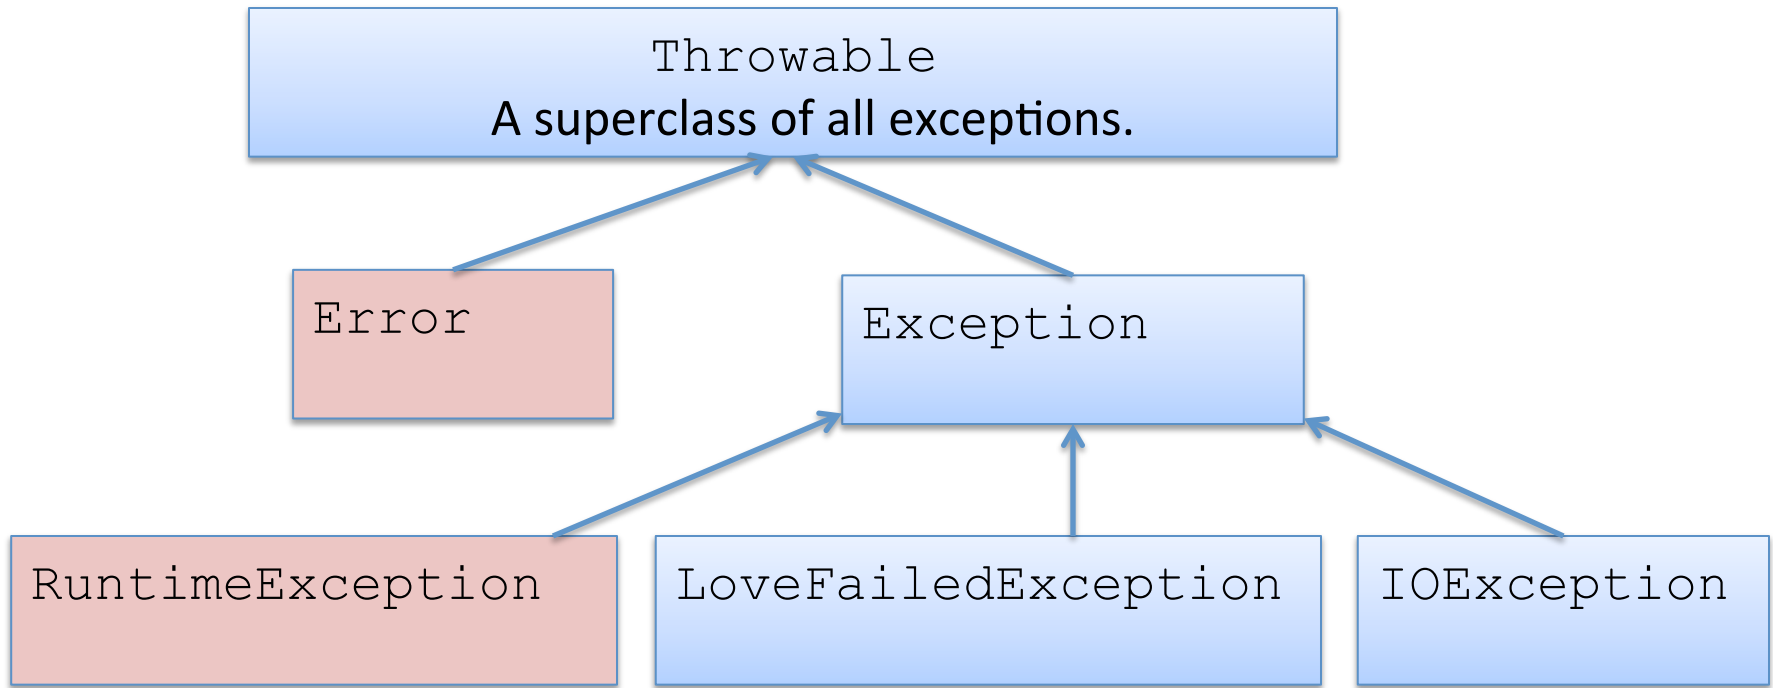 Throwable
A superclass of all exceptions.
Error
Exception
RuntimeException
LoveFailedException
IOException